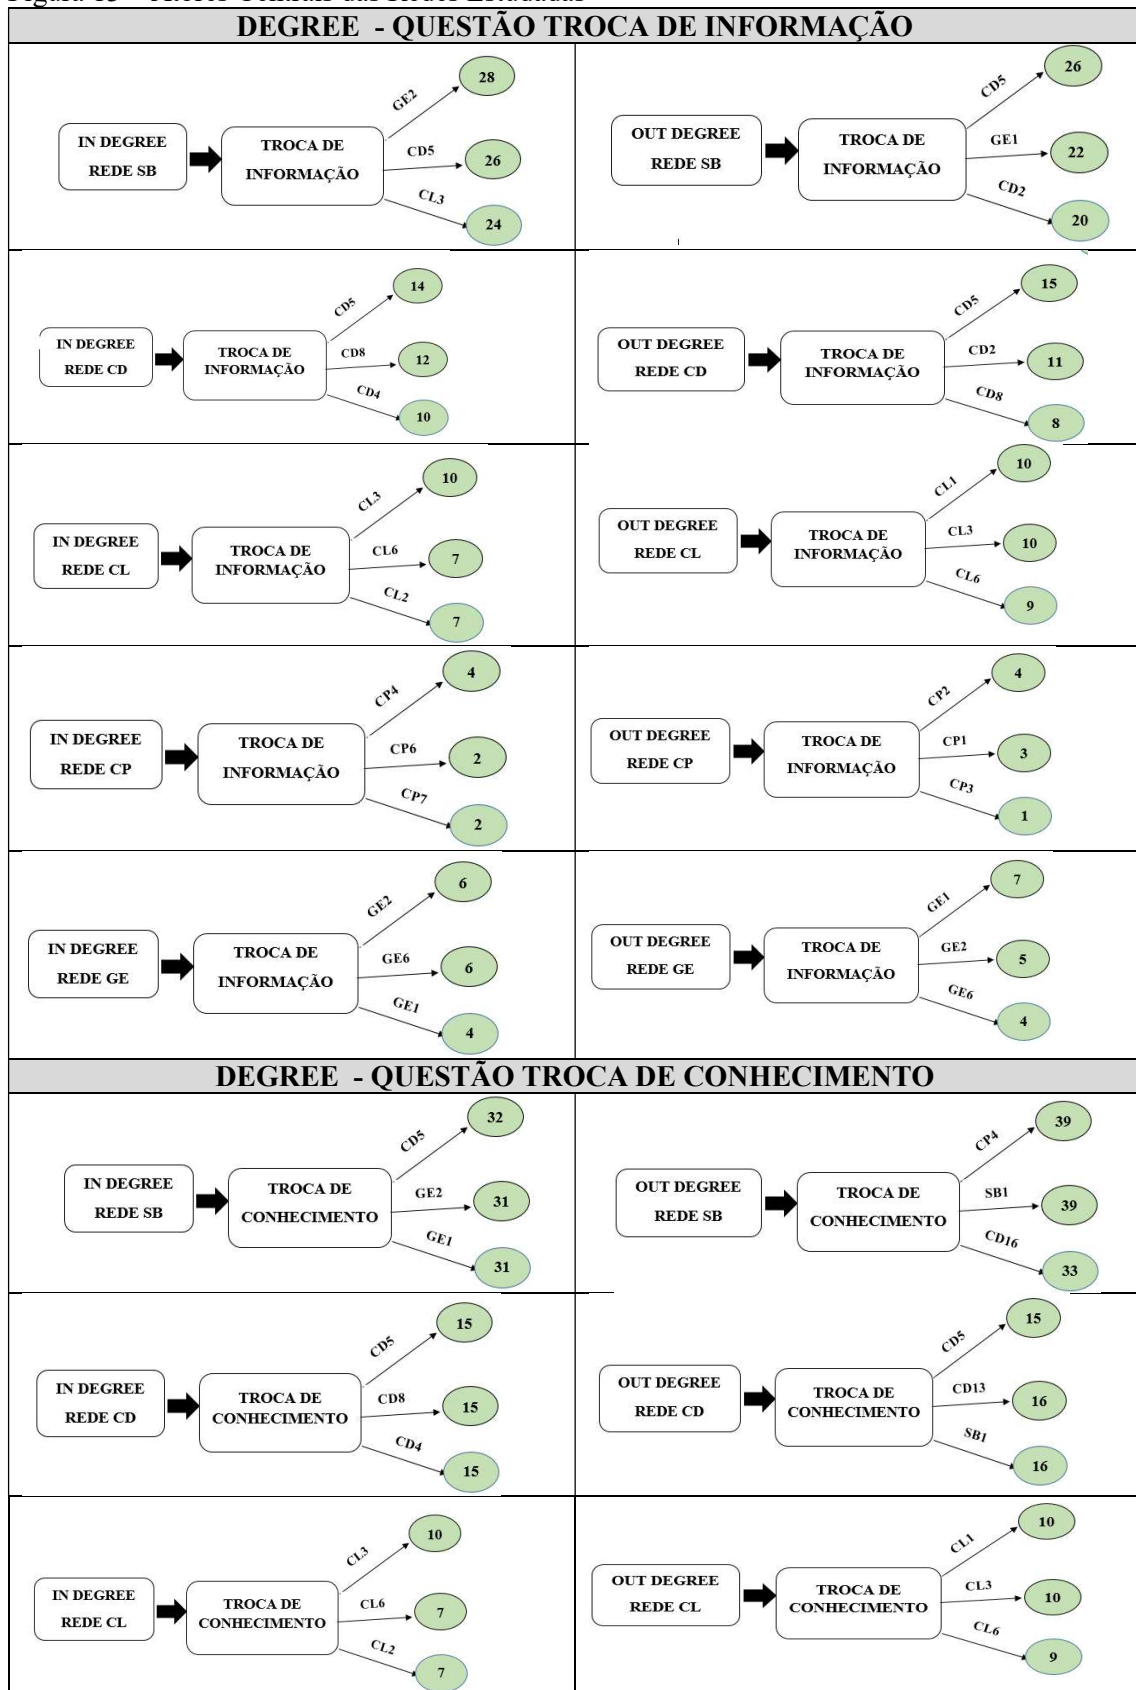 DEGREE - QUESTÃO TROCA DE INFORMAÇÃO
IN DEGREE
REDE SB
TROCA DE
INFORMAÇÃO
GE2
28
CD5
26
CL3
24
OUT DEGREE
REDE SB
TROCA DE
INFORMAÇÃO
CD5
26
GE1
22
CD2
20
IN DEGREE
REDE CD
TROCA DE
INFORMAÇÃO
CD5
14
CD8
12
CD4
10
OUT DEGREE
REDE CD
TROCA DE
INFORMAÇÃO
CD5
15
CD2
11
CD8
8
IN DEGREE
REDE CL
TROCA DE
INFORMAÇÃO
CL3
10
CL6
7
CL2
7
OUT DEGREE
REDE CL
TROCA DE
INFORMAÇÃO
CL1
10
CL3
10
CL6
9
IN DEGREE
REDE CP
TROCA DE
INFORMAÇÃO
CP4
4
CP6
2
CP7
2
OUT DEGREE
REDE CP
TROCA DE
INFORMAÇÃO
CP2
4
CP1
3
CP3
1
IN DEGREE
REDE GE
TROCA DE
INFORMAÇÃO
GE2
6
GE6
6
GE1
4
OUT DEGREE
REDE GE
TROCA DE
INFORMAÇÃO
GE1
7
GE2
5
GE6
4
DEGREE - QUESTÃO TROCA DE CONHECIMENTO
IN DEGREE
REDE SB
TROCA DE
CONHECIMENTO
CD5
32
GE2
31
GE1
31
OUT DEGREE
REDE SB
TROCA DE
CONHECIMENTO
CP4
39
SB1
39
CD16
33
IN DEGREE
REDE CD
TROCA DE
CONHECIMENTO
CD5
15
CD8
15
CD4
15
OUT DEGREE
REDE CD
TROCA DE
CONHECIMENTO
CD5
15
CD13
16
SB1
16
IN DEGREE
REDE CL
TROCA DE
CONHECIMENTO
CL3
10
CL6
7
CL2
7
OUT DEGREE
REDE CL
TROCA DE
CONHECIMENTO
CL1
10
CL3
10
CL6
9